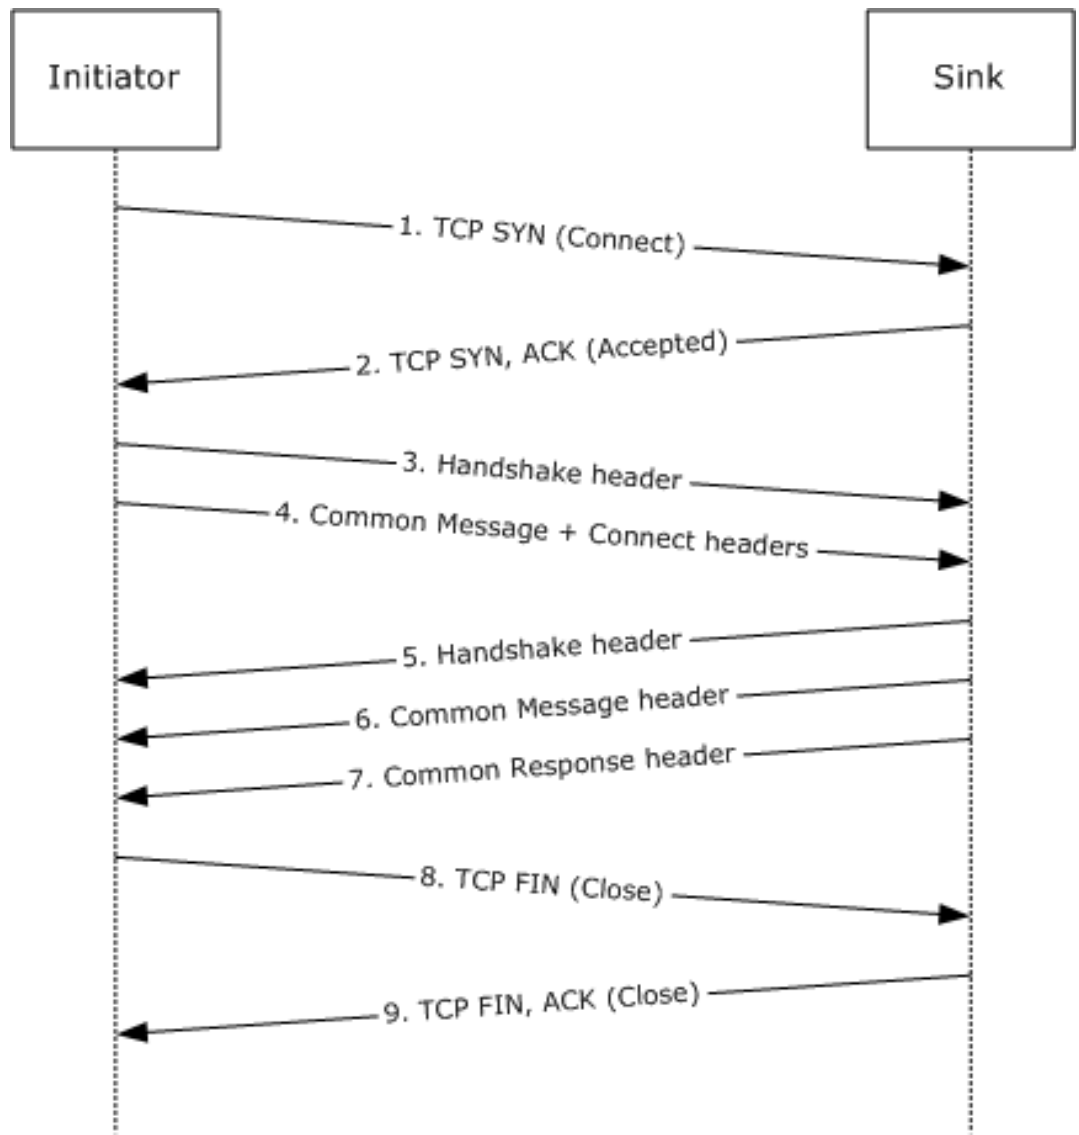 Initiator
Sink
1. TCP SYN (Connect)
2. TCP SYN, ACK (Accepted)
3. Handshake header
4. Common Message + Connect headers
5. Handshake header
6. Common Message header
7. Common Response header
8. TCP FIN (Close)
9. TCP FIN, ACK (Close)